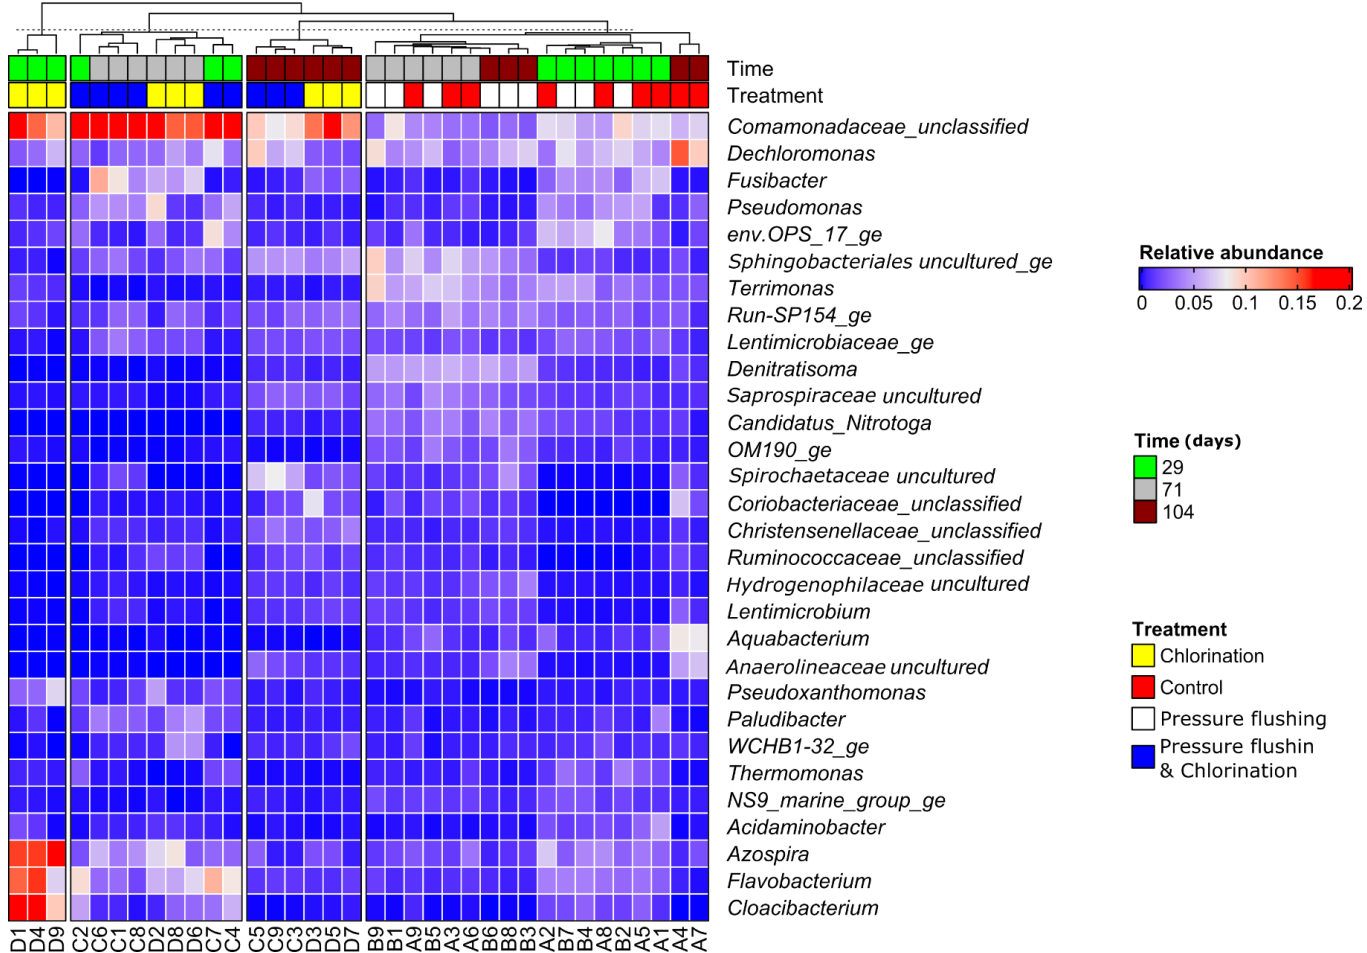 Time
Treatment
Comamonadaceae_unclassified
Dechloromonas
Fusibacter
Pseudomonas
env.OPS_17_ge
Sphingobacteriales uncultured_ge
Terrimonas
Run-SP154_ge
Lentimicrobiaceae_ge
Denitratisoma
Saprospiraceae uncultured
Candidatus_Nitrotoga
OM190_ge
Spirochaetaceae uncultured
Coriobacteriaceae_unclassified
Christensenellaceae_unclassified
Ruminococcaceae_unclassified
Hydrogenophilaceae uncultured
Lentimicrobium
Aquabacterium
Anaerolineaceae uncultured
Pseudoxanthomonas
Paludibacter
WCHB1-32_ge
Thermomonas
NS9_marine_group_ge
Acidaminobacter
Azospira
Flavobacterium
Cloacibacterium
D1 D4 D9 C2 C6 C1 C8 D2 D8 D6 C7 C4 C5 C9 C3 D3 D5 D7 B9 B1 A9 B5 A3 A6 B6 B8 B3 A2 B7 B4 A8 B2 A5 A1 A4 A7
Relative abundance
0 0.05 0.1 0.15 0.2
Time (days)
29
71
104
Treatment
Chlorination
Control
Pressure flushing
Pressure flushin
& Chlorination